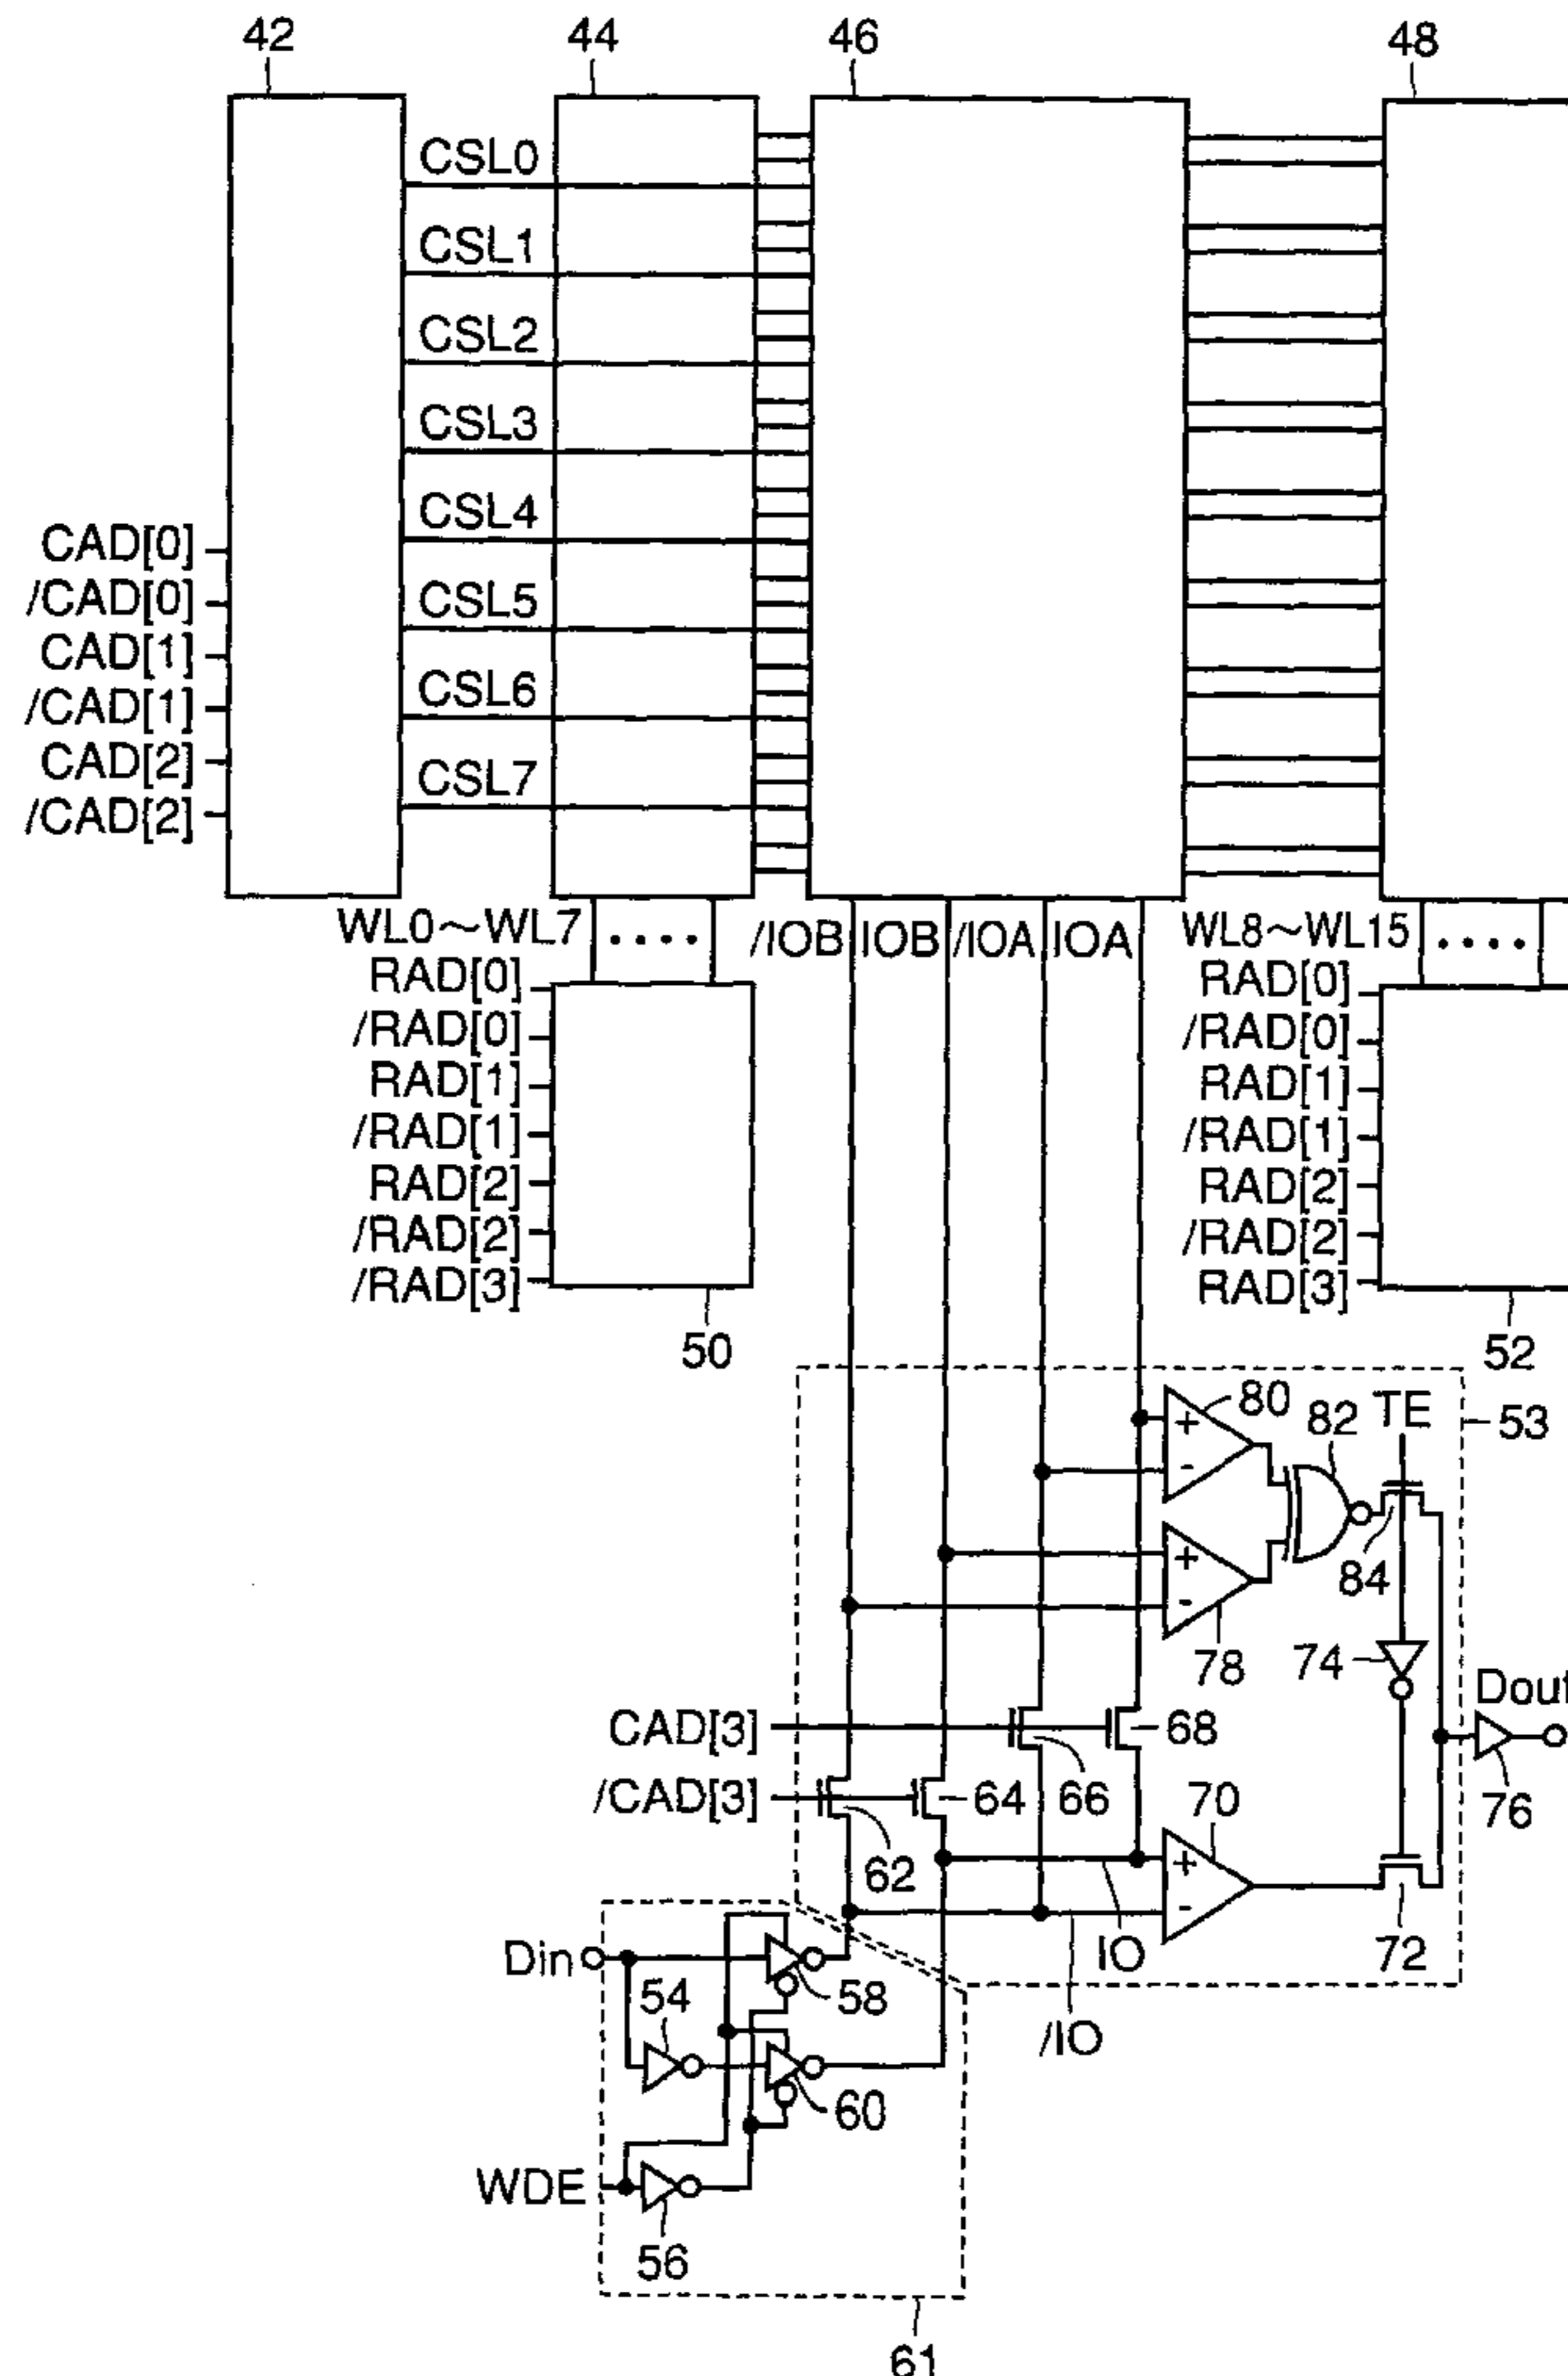 42 44 46 48
CSL0
CSL1
CSL2
CSL3
CSL4
CAD[0]
/CAD[0]
CSL5
CAD[1]
/CAD[1]
CSL6
CAD[2]
CSL7
/CAD[2]
WL0~WL7 /IOB IOB /IOA IOA WL8~WL15
RAD[0] RAD[0]
/RAD[0] /RAD[0]
RAD[1] RAD[1]
/RAD[1] /RAD[1]
RAD[2] RAD[2]
/RAD[2] /RAD[2]
/RAD[3] RAD[3]
50 52
80 82 TE 53
+
-
84
+
-
78 74 Dout
CAD[3] 68
/CAD[3] 64 66 70 76
62 +
-
Din 58 IO 72
54 /IO
60
WDE
56
61